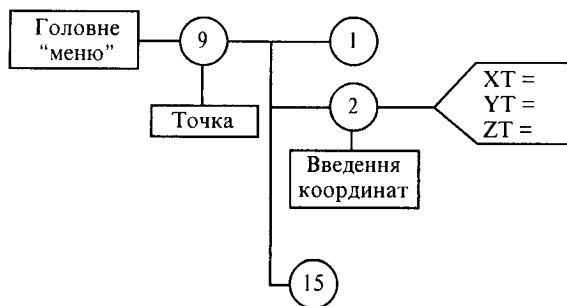 Головне
“меню”
9
1
Точка
2
XT =
YT =
ZT =
Введення
координат
15